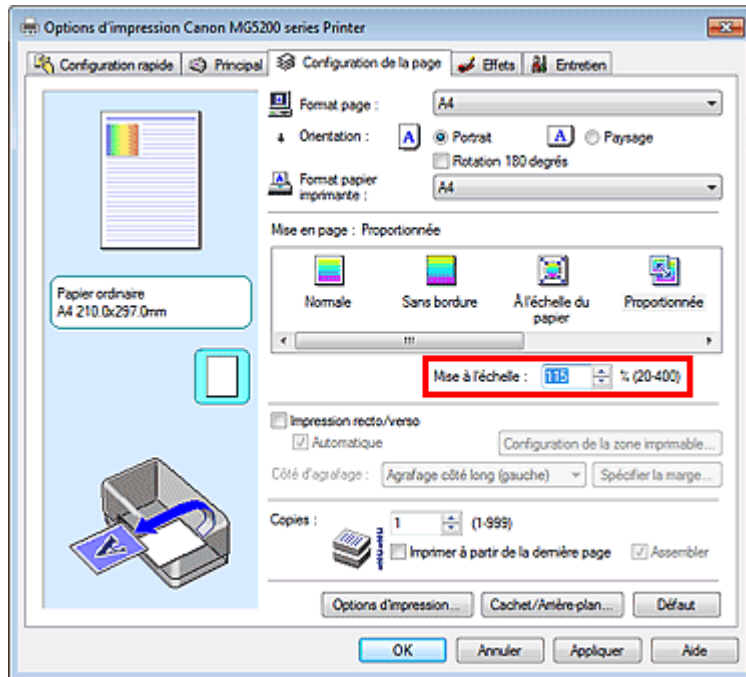 Options d'impression Canon MG5200 series Printer
Configuration rapide Principal Configuration de la page Effets Entretien
Format page : A4
Orientation : A Portrait A Paysage
Rotation 180 degrés
Format papier imprimante : A4
Mise en page : Proportionnée
Normale Sans bordure À l'échelle du papier Proportionnée
Papier ordinaire
A4 210.0x297.0mm
Mise à l'échelle : 115 % (20-400)
Impression recto/verso
Automatique Configuration de la zone imprimable...
Côté d'agrafage : Agrafage côté long (gauche) Spécifier la marge...
Copies : 1 (1-999)
Imprimer à partir de la dernière page Assembler
Options d'impression... Cachet/Arrière-plan... Défaut
OK Annuler Appliquer Aide